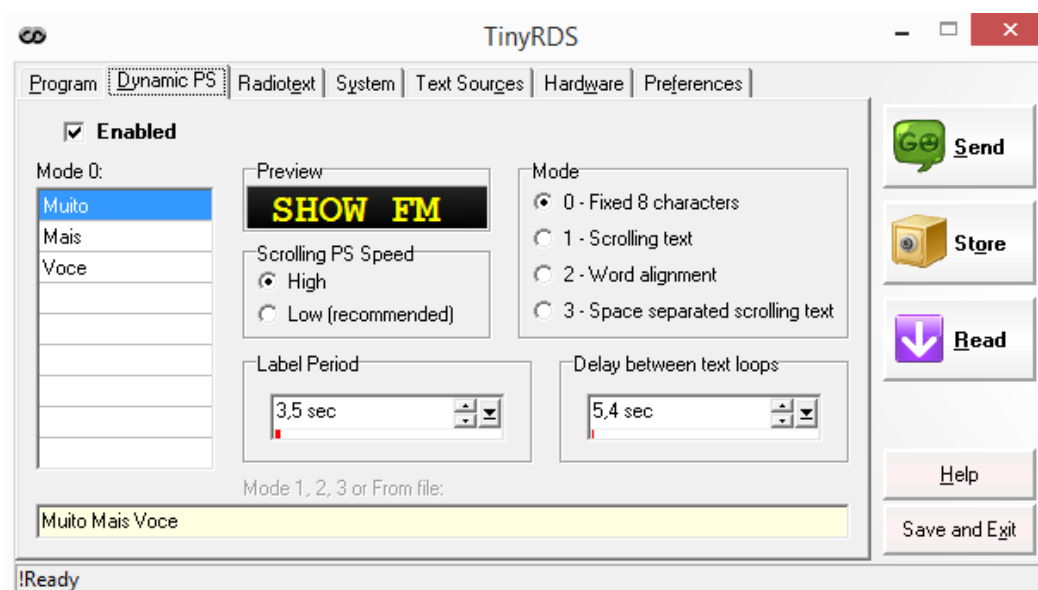 TinyRDS
Program Dynamic PS Radiotext System Text Sources Hardware Preferences
Enabled
Mode 0:
Muito
Mais
Voce
Preview
SHOW FM
Scrolling PS Speed
High
Low (recommended)
Mode
0 - Fixed 8 characters
1 - Scrolling text
2 - Word alignment
3 - Space separated scrolling text
Label Period
3,5 sec
Delay between text loops
5,4 sec
Mode 1, 2, 3 or From file:
Muito Mais Voce
GO Send
Store
Read
Help
Save and Exit
!Ready